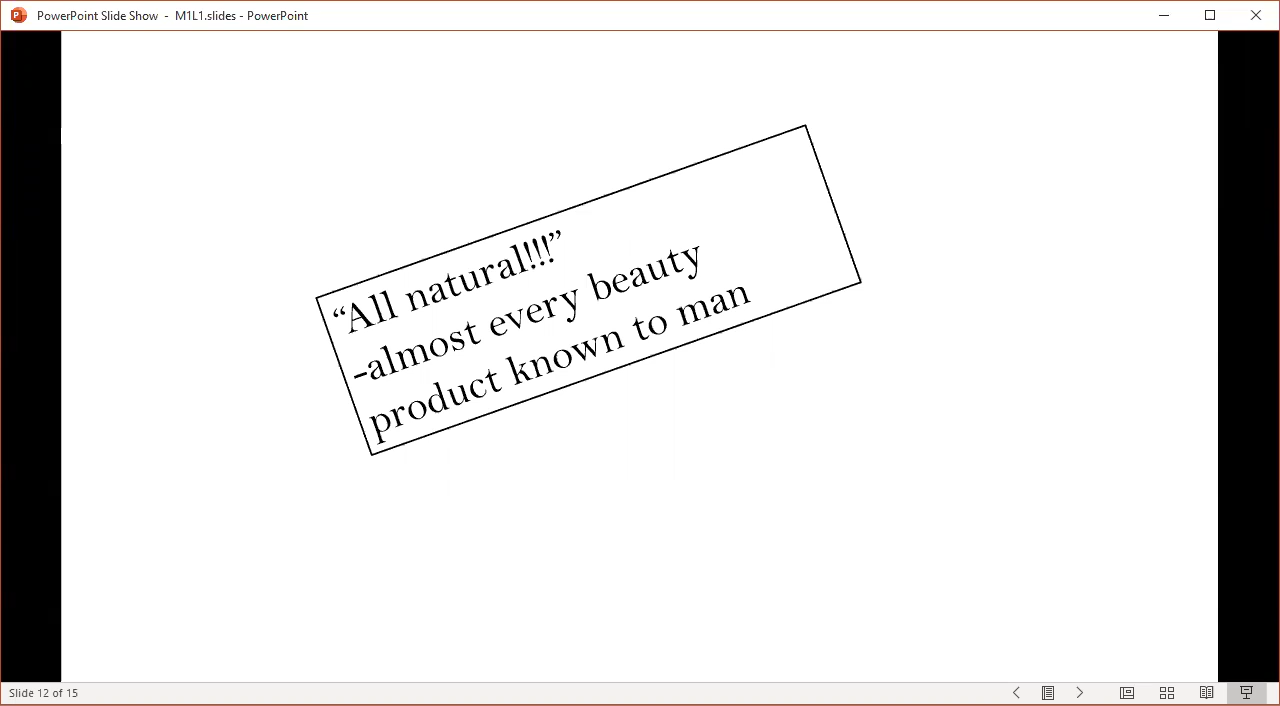 PowerPoint Slide Show - M1L1.slides - PowerPoint
“All natural!!!”
-almost every beauty
product known to man
Slide 12 of 15